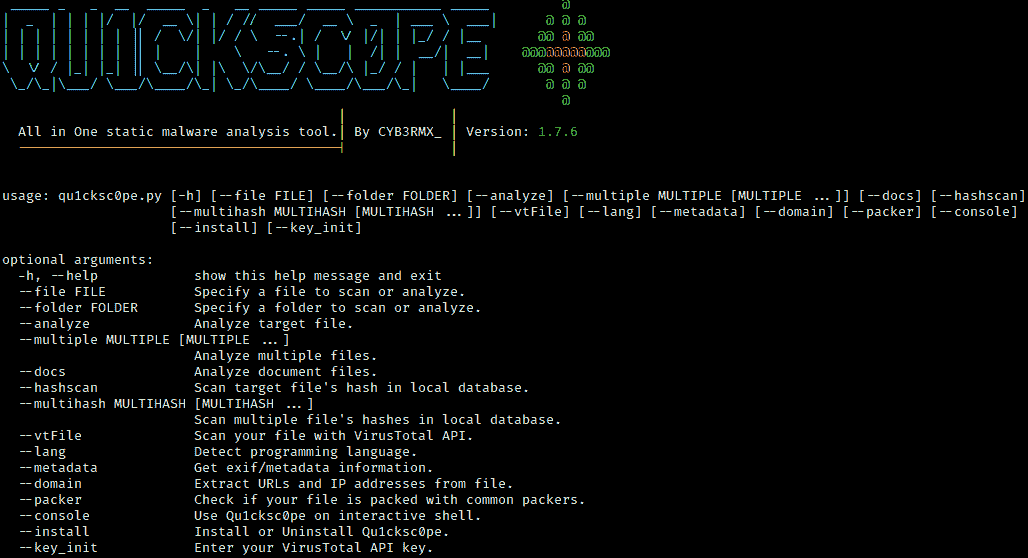 QU1CKSC0PE
All in One static malware analysis tool. By CYB3RMX_ Version: 1.7.6
usage: qu1cksc0pe.py [-h] [--file FILE] [--folder FOLDER] [--analyze] [--multiple MULTIPLE [MULTIPLE ...]] [--docs] [--hashscan]
[--multihash MULTIHASH [MULTIHASH ...]] [--vtFile] [--lang] [--metadata] [--domain] [--packer] [--console]
[--install] [--key_init]
optional arguments:
-h, --help show this help message and exit
--file FILE Specify a file to scan or analyze.
--folder FOLDER Specify a folder to scan or analyze.
--analyze Analyze target file.
--multiple MULTIPLE [MULTIPLE ...]
Analyze multiple files.
--docs Analyze document files.
--hashscan Scan target file's hash in local database.
--multihash MULTIHASH [MULTIHASH ...]
Scan multiple file's hashes in local database.
--vtFile Scan your file with VirusTotal API.
--lang Detect programming language.
--metadata Get exif/metadata information.
--domain Extract URLs and IP addresses from file.
--packer Check if your file is packed with common packers.
--console Use Qu1cksc0pe on interactive shell.
--install Install or Uninstall Qu1cksc0pe.
--key_init Enter your VirusTotal API key.